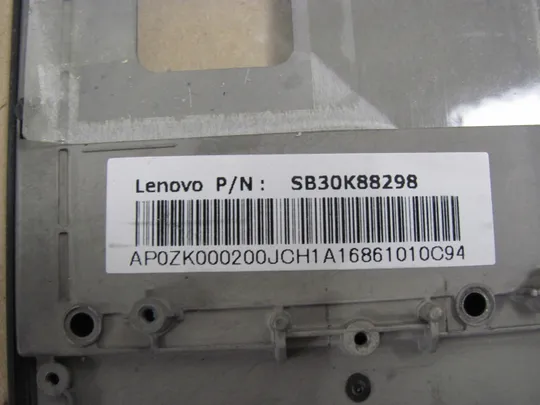 Lenovo P/N : SB30K88298
AP0ZK000200JCH1A16861010C94